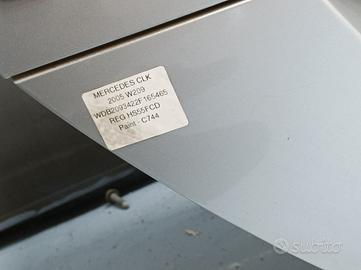 MERCEDES CLK
2005 W209
WDB2093422F165465
REG HS55FCD
Paint - C744
subito